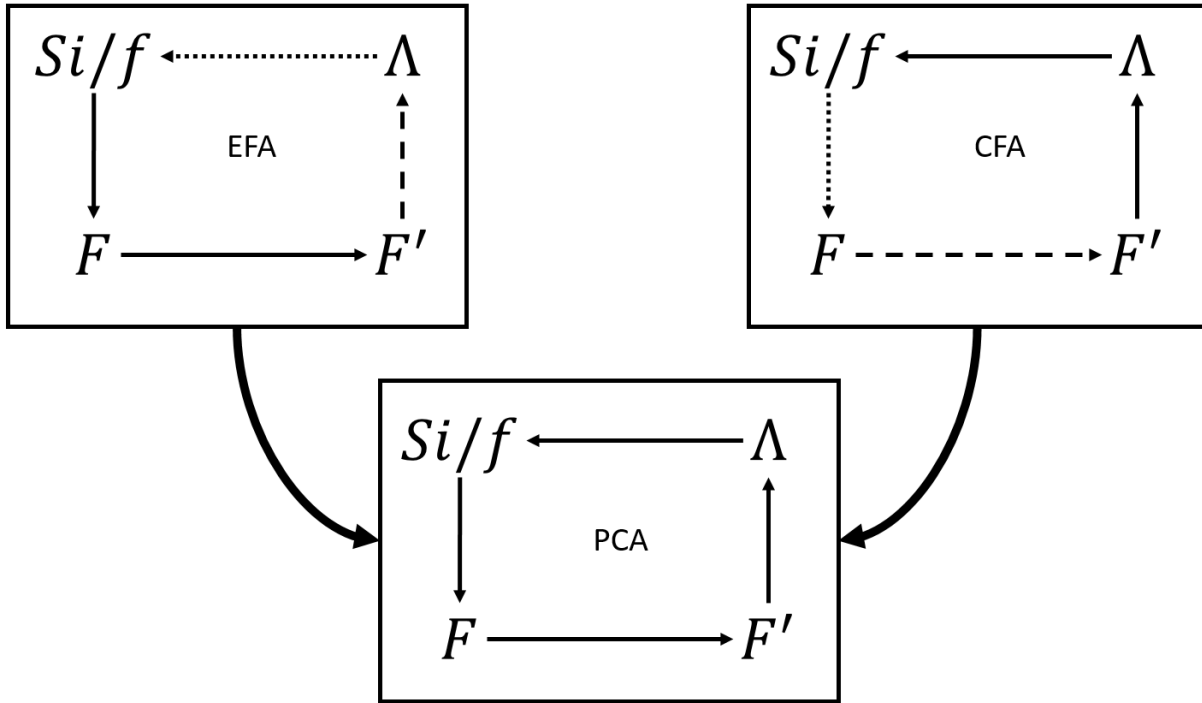 Si/f Λ
EFA
F F′
Si/f Λ
CFA
F F′
Si/f Λ
PCA
F F′